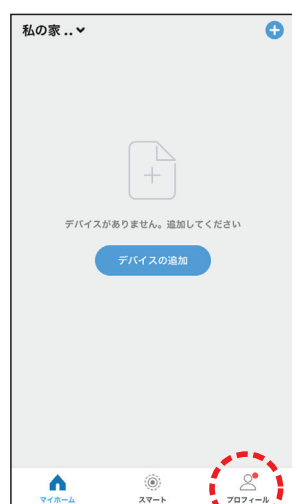 私の家 ..
デバイスがありません。追加してください
デバイスの追加
マイホーム
スマート
プロフィール